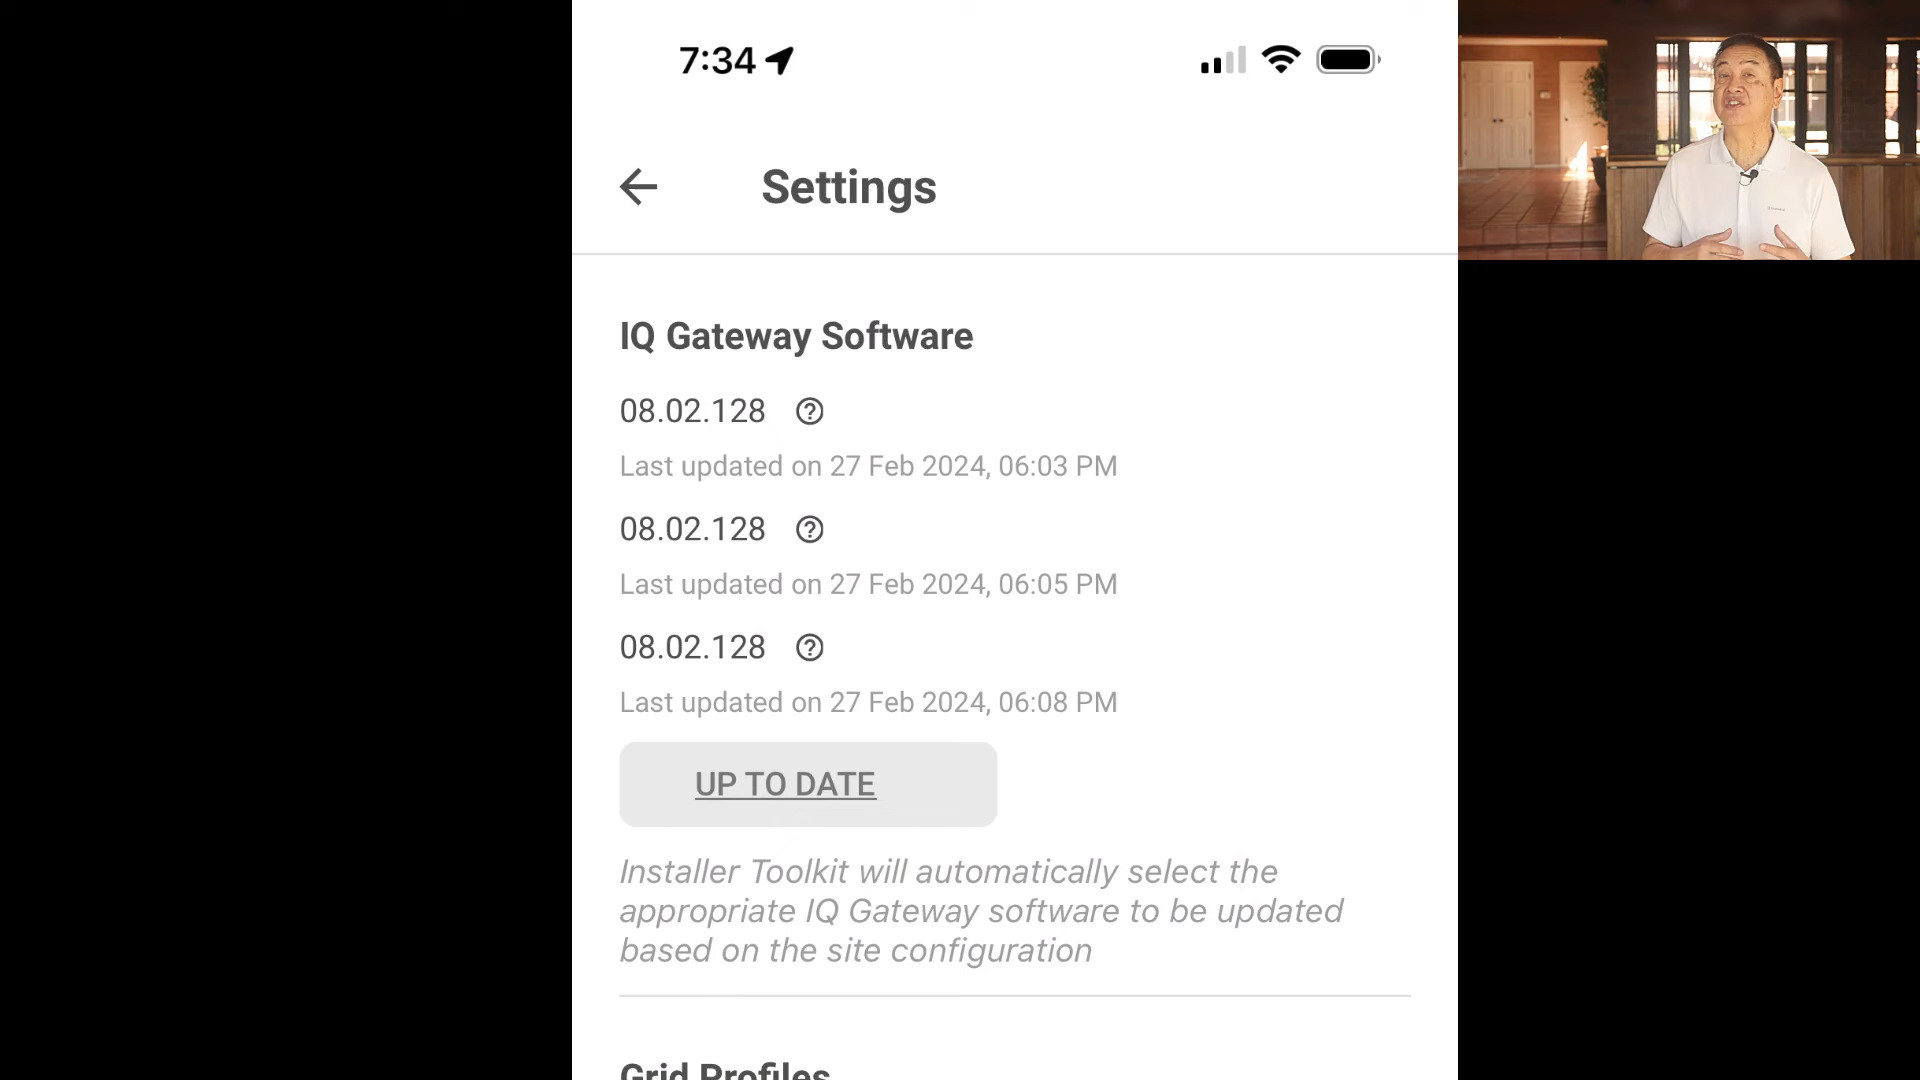 7:34
Settings
IQ Gateway Software
08.02.128
Last updated on 27 Feb 2024, 06:03 PM
08.02.128
Last updated on 27 Feb 2024, 06:05 PM
08.02.128
Last updated on 27 Feb 2024, 06:08 PM
UP TO DATE
Installer Toolkit will automatically select the
appropriate IQ Gateway software to be updated
based on the site configuration
Grid Profiles